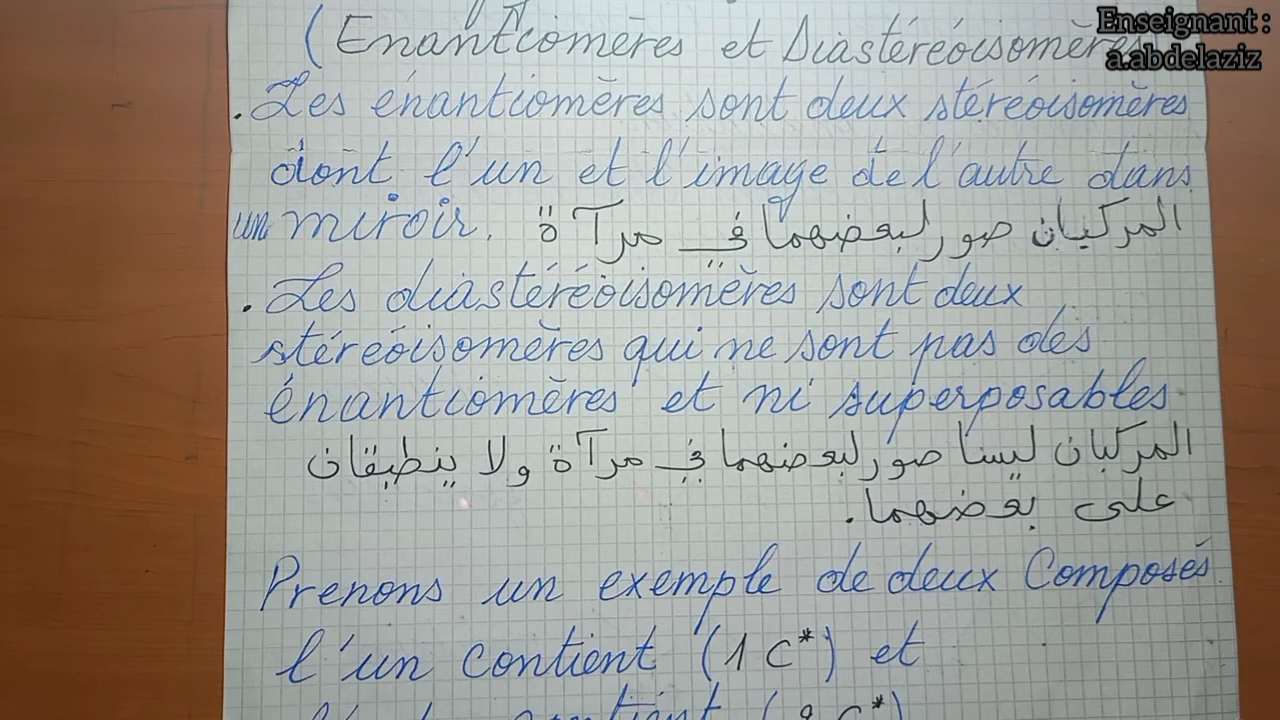 Enseignant :
a.abdelaziz
(Enantiomères et Diastéréoisomères
. Les énantiomères sont deux stéréoisomères
dont l'un et l'image de l'autre dans
un miroir. المركبان صور لبعضهما في مرآة
. Les diastéréoisomères sont deux
stéréoisomères qui ne sont pas des
énantiomères et ni superposables
المركبان ليسا صور لبعضهما في مرآة ولا ينطبقان
على بعضهما.
Prenons un exemple de deux Composés
l'un contient (1 C*) et